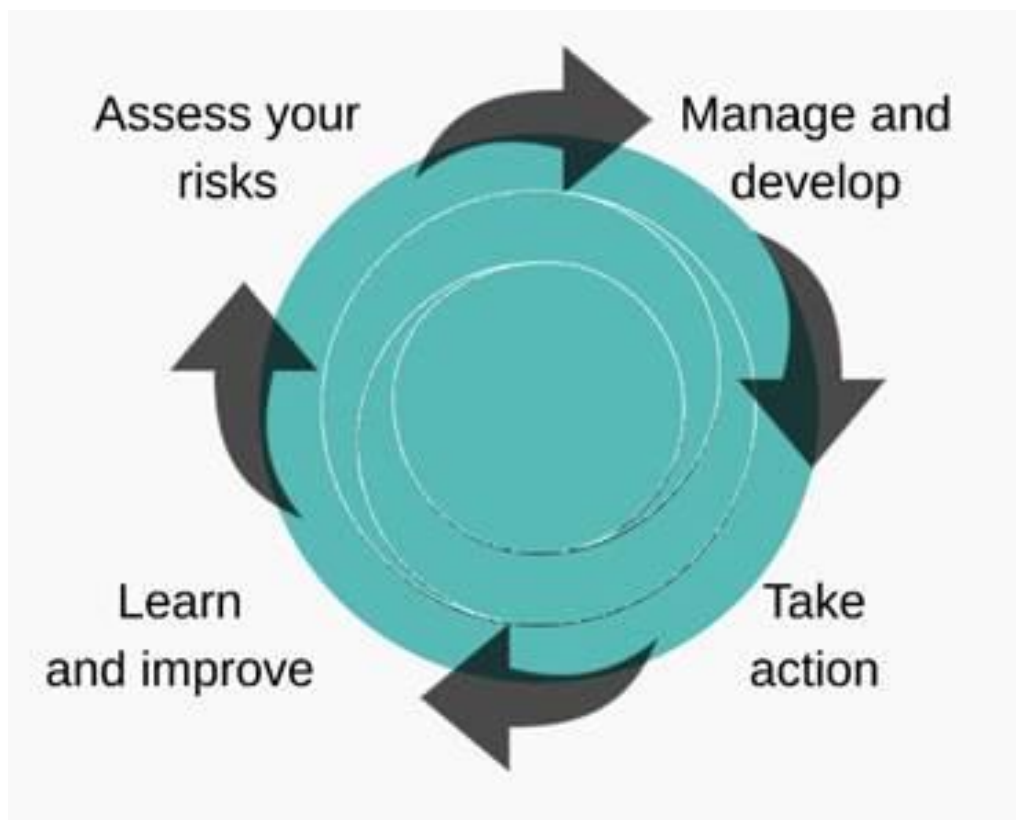 Assess your
risks
Manage and
develop
Take
action
Learn
and improve